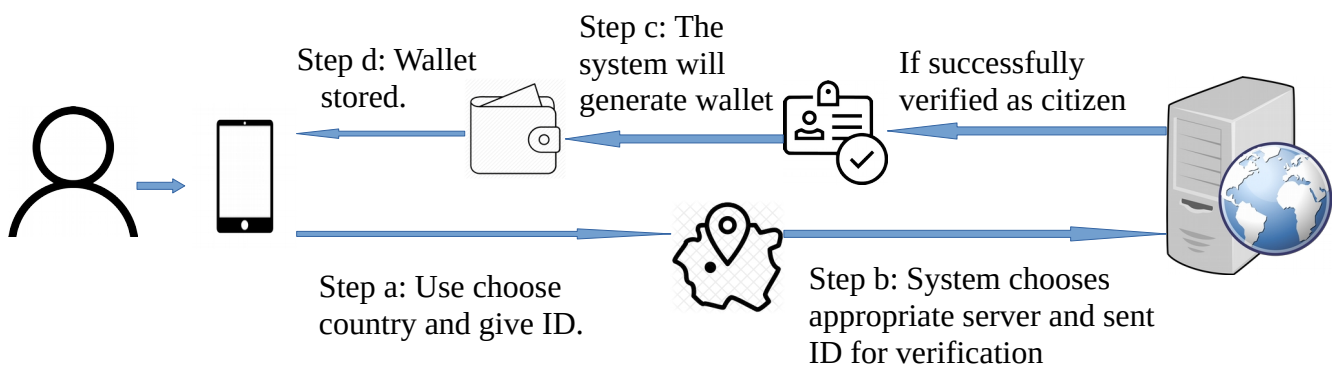 Step d: Wallet
stored.
Step c: The
system will
generate wallet
If successfully
verified as citizen
Step a: Use choose
country and give ID.
Step b: System chooses
appropriate server and sent
ID for verification